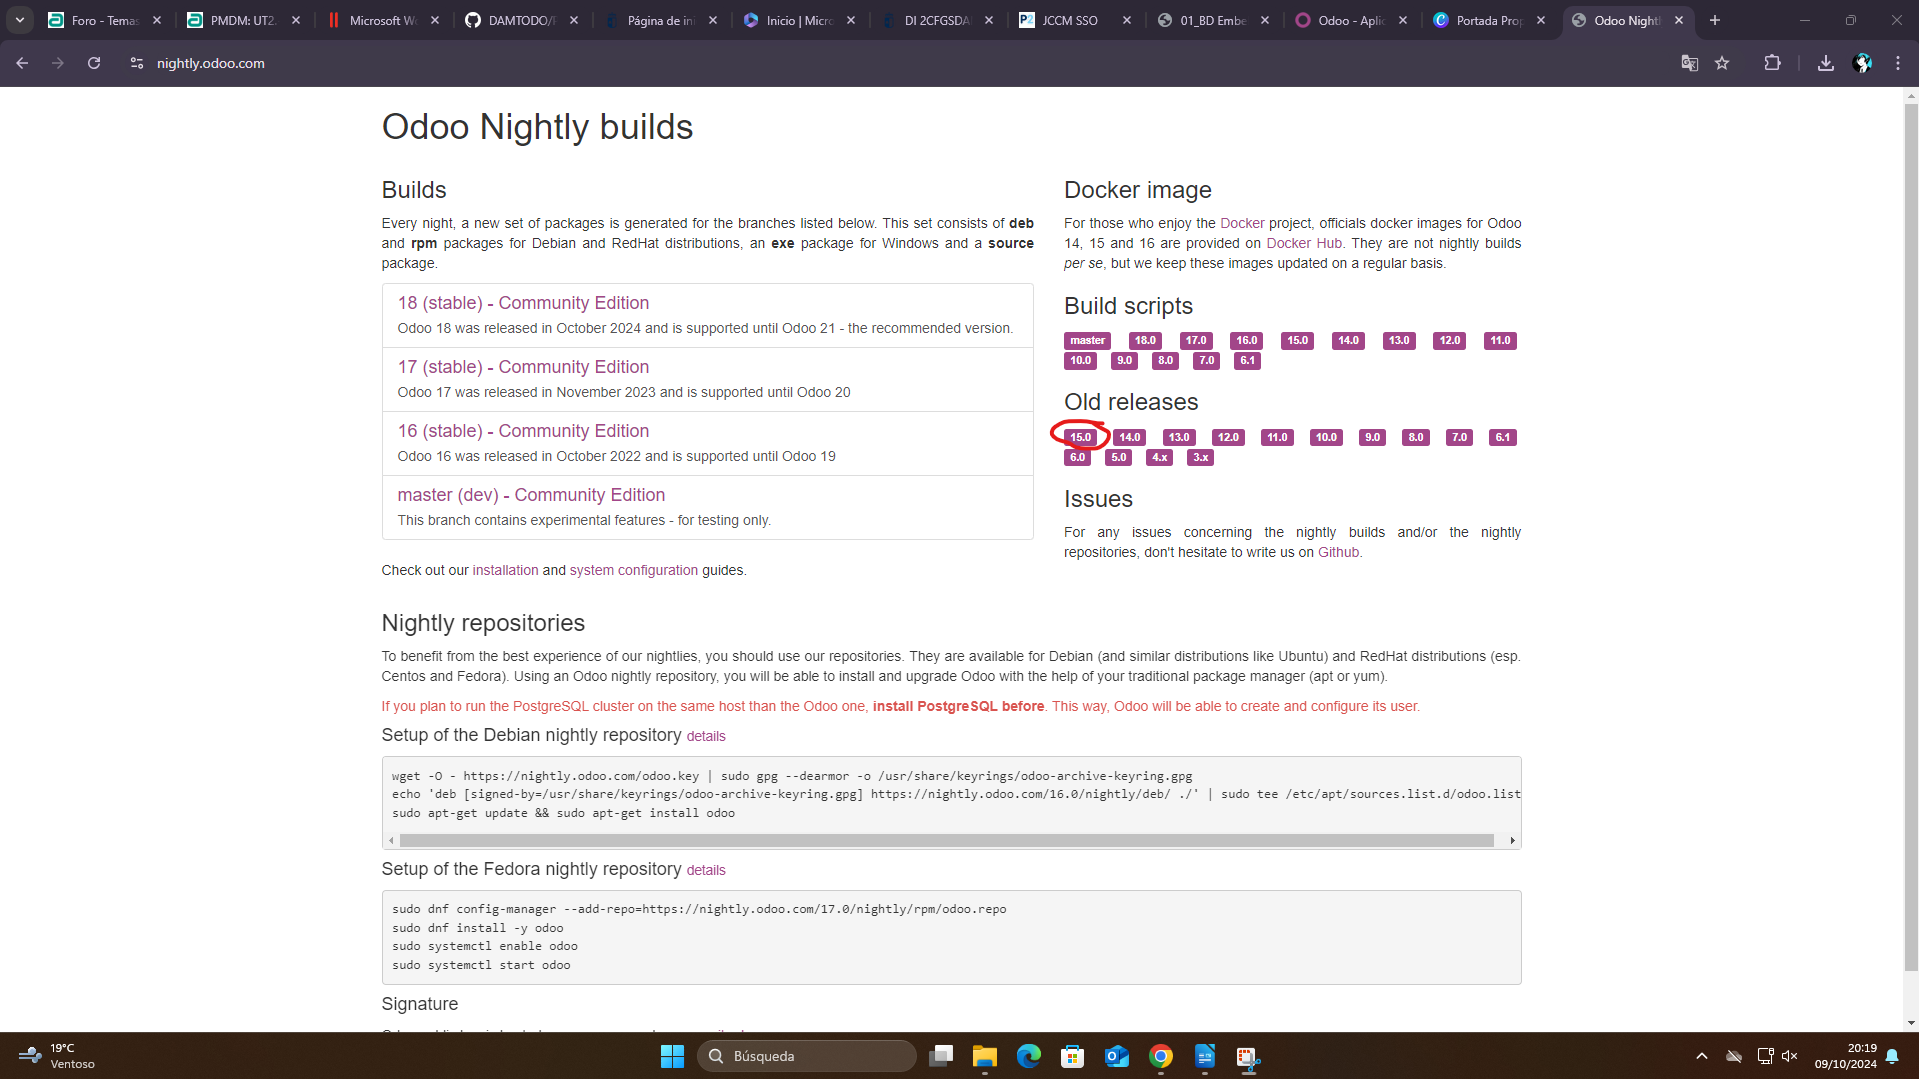 Foro - Temas
PMDM: UT2.
Microsoft Wo
DAMTODO/P
Página de ini
Inicio | Micro
DI 2CFGSDA
JCCM SSO
01_BD Embe
Odoo - Aplic
Portada Prop
Odoo Nightl
nightly.odoo.com
Odoo Nightly builds
Builds
Every night, a new set of packages is generated for the branches listed below. This set consists of deb
and rpm packages for Debian and RedHat distributions, an exe package for Windows and a source
package.
18 (stable) - Community Edition
Odoo 18 was released in October 2024 and is supported until Odoo 21 - the recommended version.
17 (stable) - Community Edition
Odoo 17 was released in November 2023 and is supported until Odoo 20
16 (stable) - Community Edition
Odoo 16 was released in October 2022 and is supported until Odoo 19
master (dev) - Community Edition
This branch contains experimental features - for testing only.
Check out our installation and system configuration guides.
Docker image
For those who enjoy the Docker project, officials docker images for Odoo
14, 15 and 16 are provided on Docker Hub. They are not nightly builds
per se, but we keep these images updated on a regular basis.
Build scripts
master 18.0 17.0 16.0 15.0 14.0 13.0 12.0 11.0
10.0 9.0 8.0 7.0 6.1
Old releases
15.0 14.0 13.0 12.0 11.0 10.0 9.0 8.0 7.0 6.1
6.0 5.0 4.x 3.x
Issues
For any issues concerning the nightly builds and/or the nightly
repositories, don't hesitate to write us on Github.
Nightly repositories
To benefit from the best experience of our nightlies, you should use our repositories. They are available for Debian (and similar distributions like Ubuntu) and RedHat distributions (esp.
Centos and Fedora). Using an Odoo nightly repository, you will be able to install and upgrade Odoo with the help of your traditional package manager (apt or yum).
If you plan to run the PostgreSQL cluster on the same host than the Odoo one, install PostgreSQL before. This way, Odoo will be able to create and configure its user.
Setup of the Debian nightly repository details
wget -O - https://nightly.odoo.com/odoo.key | sudo gpg --dearmor -o /usr/share/keyrings/odoo-archive-keyring.gpg
echo 'deb [signed-by=/usr/share/keyrings/odoo-archive-keyring.gpg] https://nightly.odoo.com/16.0/nightly/deb/ ./' | sudo tee /etc/apt/sources.list.d/odoo.list
sudo apt-get update && sudo apt-get install odoo
Setup of the Fedora nightly repository details
sudo dnf config-manager --add-repo=https://nightly.odoo.com/17.0/nightly/rpm/odoo.repo
sudo dnf install -y odoo
sudo systemctl enable odoo
sudo systemctl start odoo
Signature
19°C
Ventoso
Búsqueda
20:19
09/10/2024